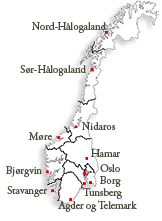 Nord-Hålogaland
Sør-Hålogaland
Nidaros
Møre
Hamar
Bjørgvin
Oslo
Borg
Stavanger
Tunsberg
Agder og Telemark